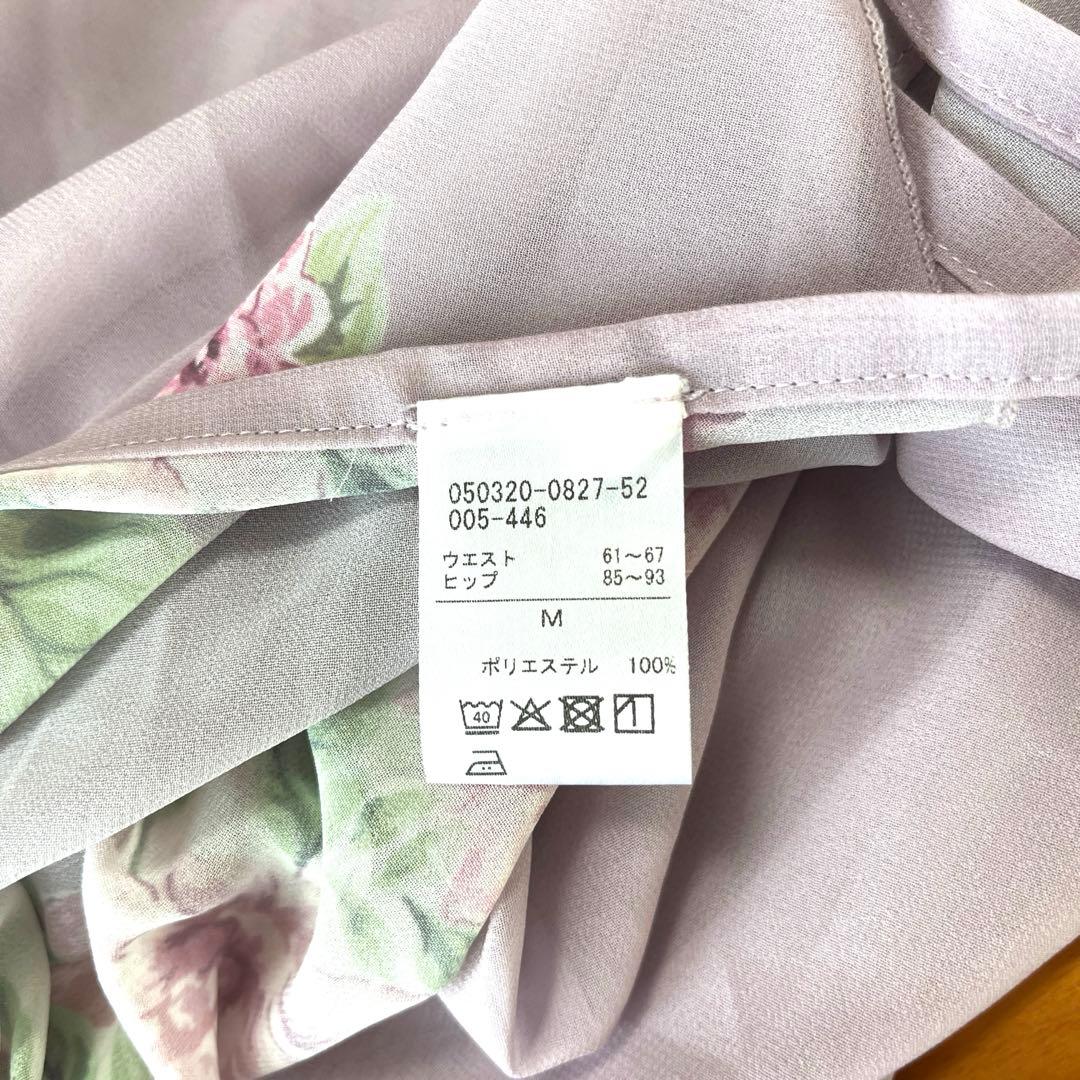 050320-0827-52
005-446
ウエスト 61〜67
ヒップ 85〜93
M
ポリエステル 100%
40